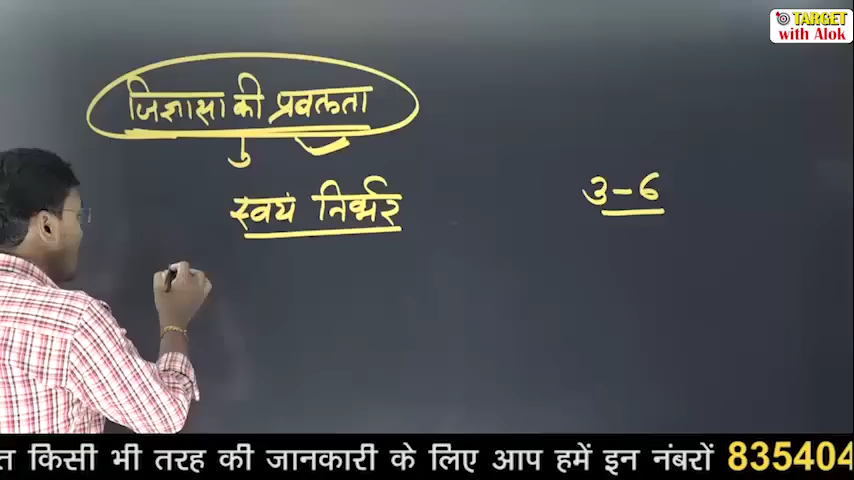 TARGET
with Alok
जिज्ञासा की प्रबलता
स्वयं निर्भर
3-6
किसी भी तरह की जानकारी के लिए आप हमें इन नंबरों 835404